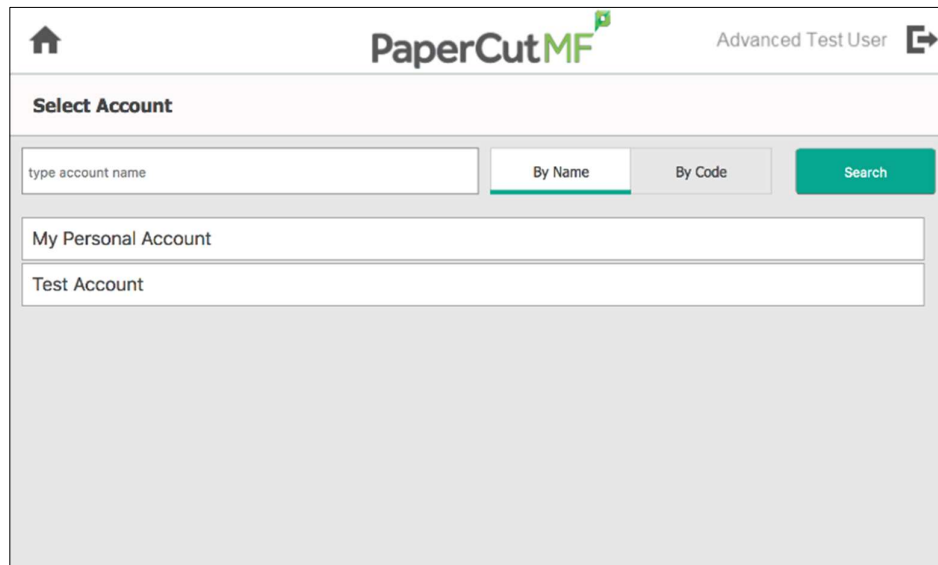 PaperCutMF
Advanced Test User
Select Account
type account name
By Name
By Code
Search
My Personal Account
Test Account